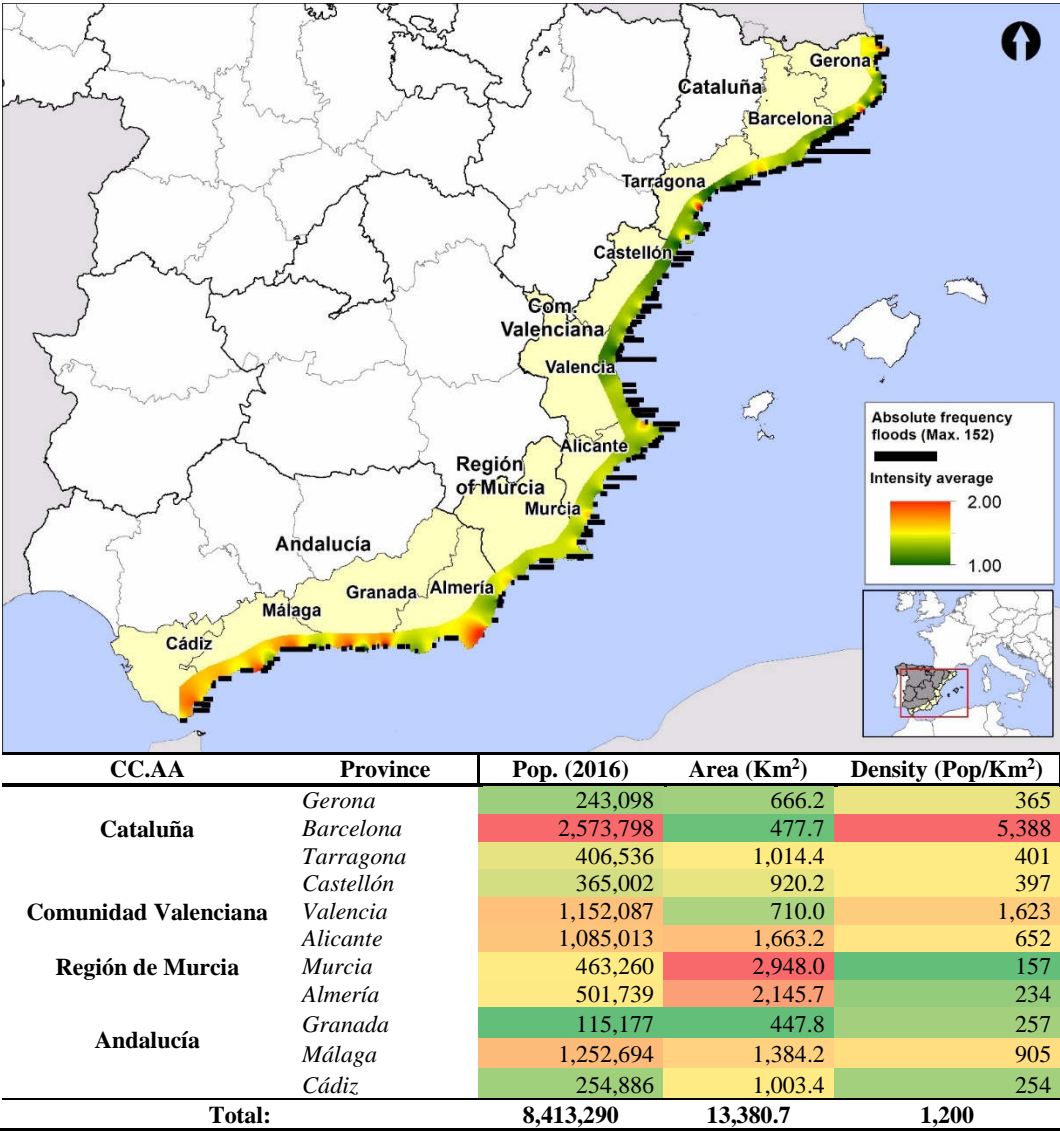 Gerona
Cataluña
Barcelona
Tarragona
Castellón
Com.
Valenciana
Valencia
Absolute frequency
floods (Max. 152)
Alicante
Región
of Murcia
Intensity average
2.00
Murcia
Andalucía
1.00
Granada
Almería
Málaga
Cádiz
CC.AA Province Pop. (2016) Area (Km²) Density (Pop/Km²)
Gerona 243,098 666.2 365
Cataluña Barcelona 2,573,798 477.7 5,388
Tarragona 406,536 1,014.4 401
Castellón 365,002 920.2 397
Comunidad Valenciana Valencia 1,152,087 710.0 1,623
Alicante 1,085,013 1,663.2 652
Región de Murcia Murcia 463,260 2,948.0 157
Almería 501,739 2,145.7 234
Andalucía Granada 115,177 447.8 257
Málaga 1,252,694 1,384.2 905
Cádiz 254,886 1,003.4 254
Total: 8,413,290 13,380.7 1,200